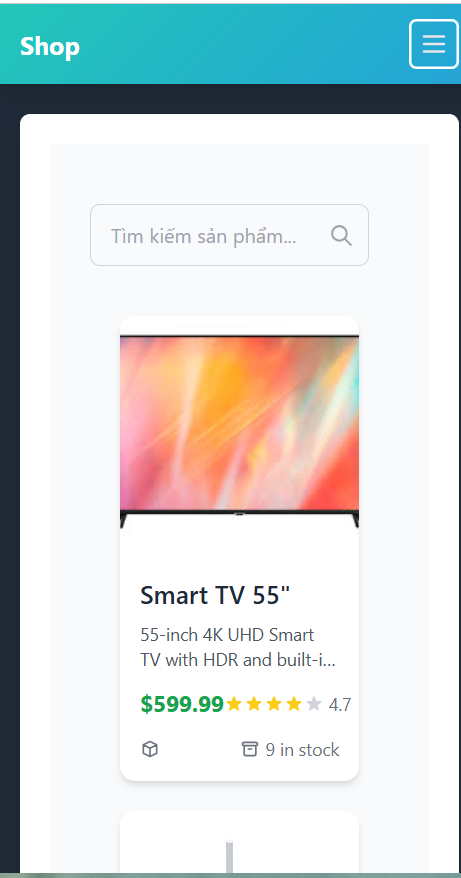 Shop
Tìm kiếm sản phẩm...
Smart TV 55"
55-inch 4K UHD Smart
TV with HDR and built-i...
$599.99 4.7
9 in stock